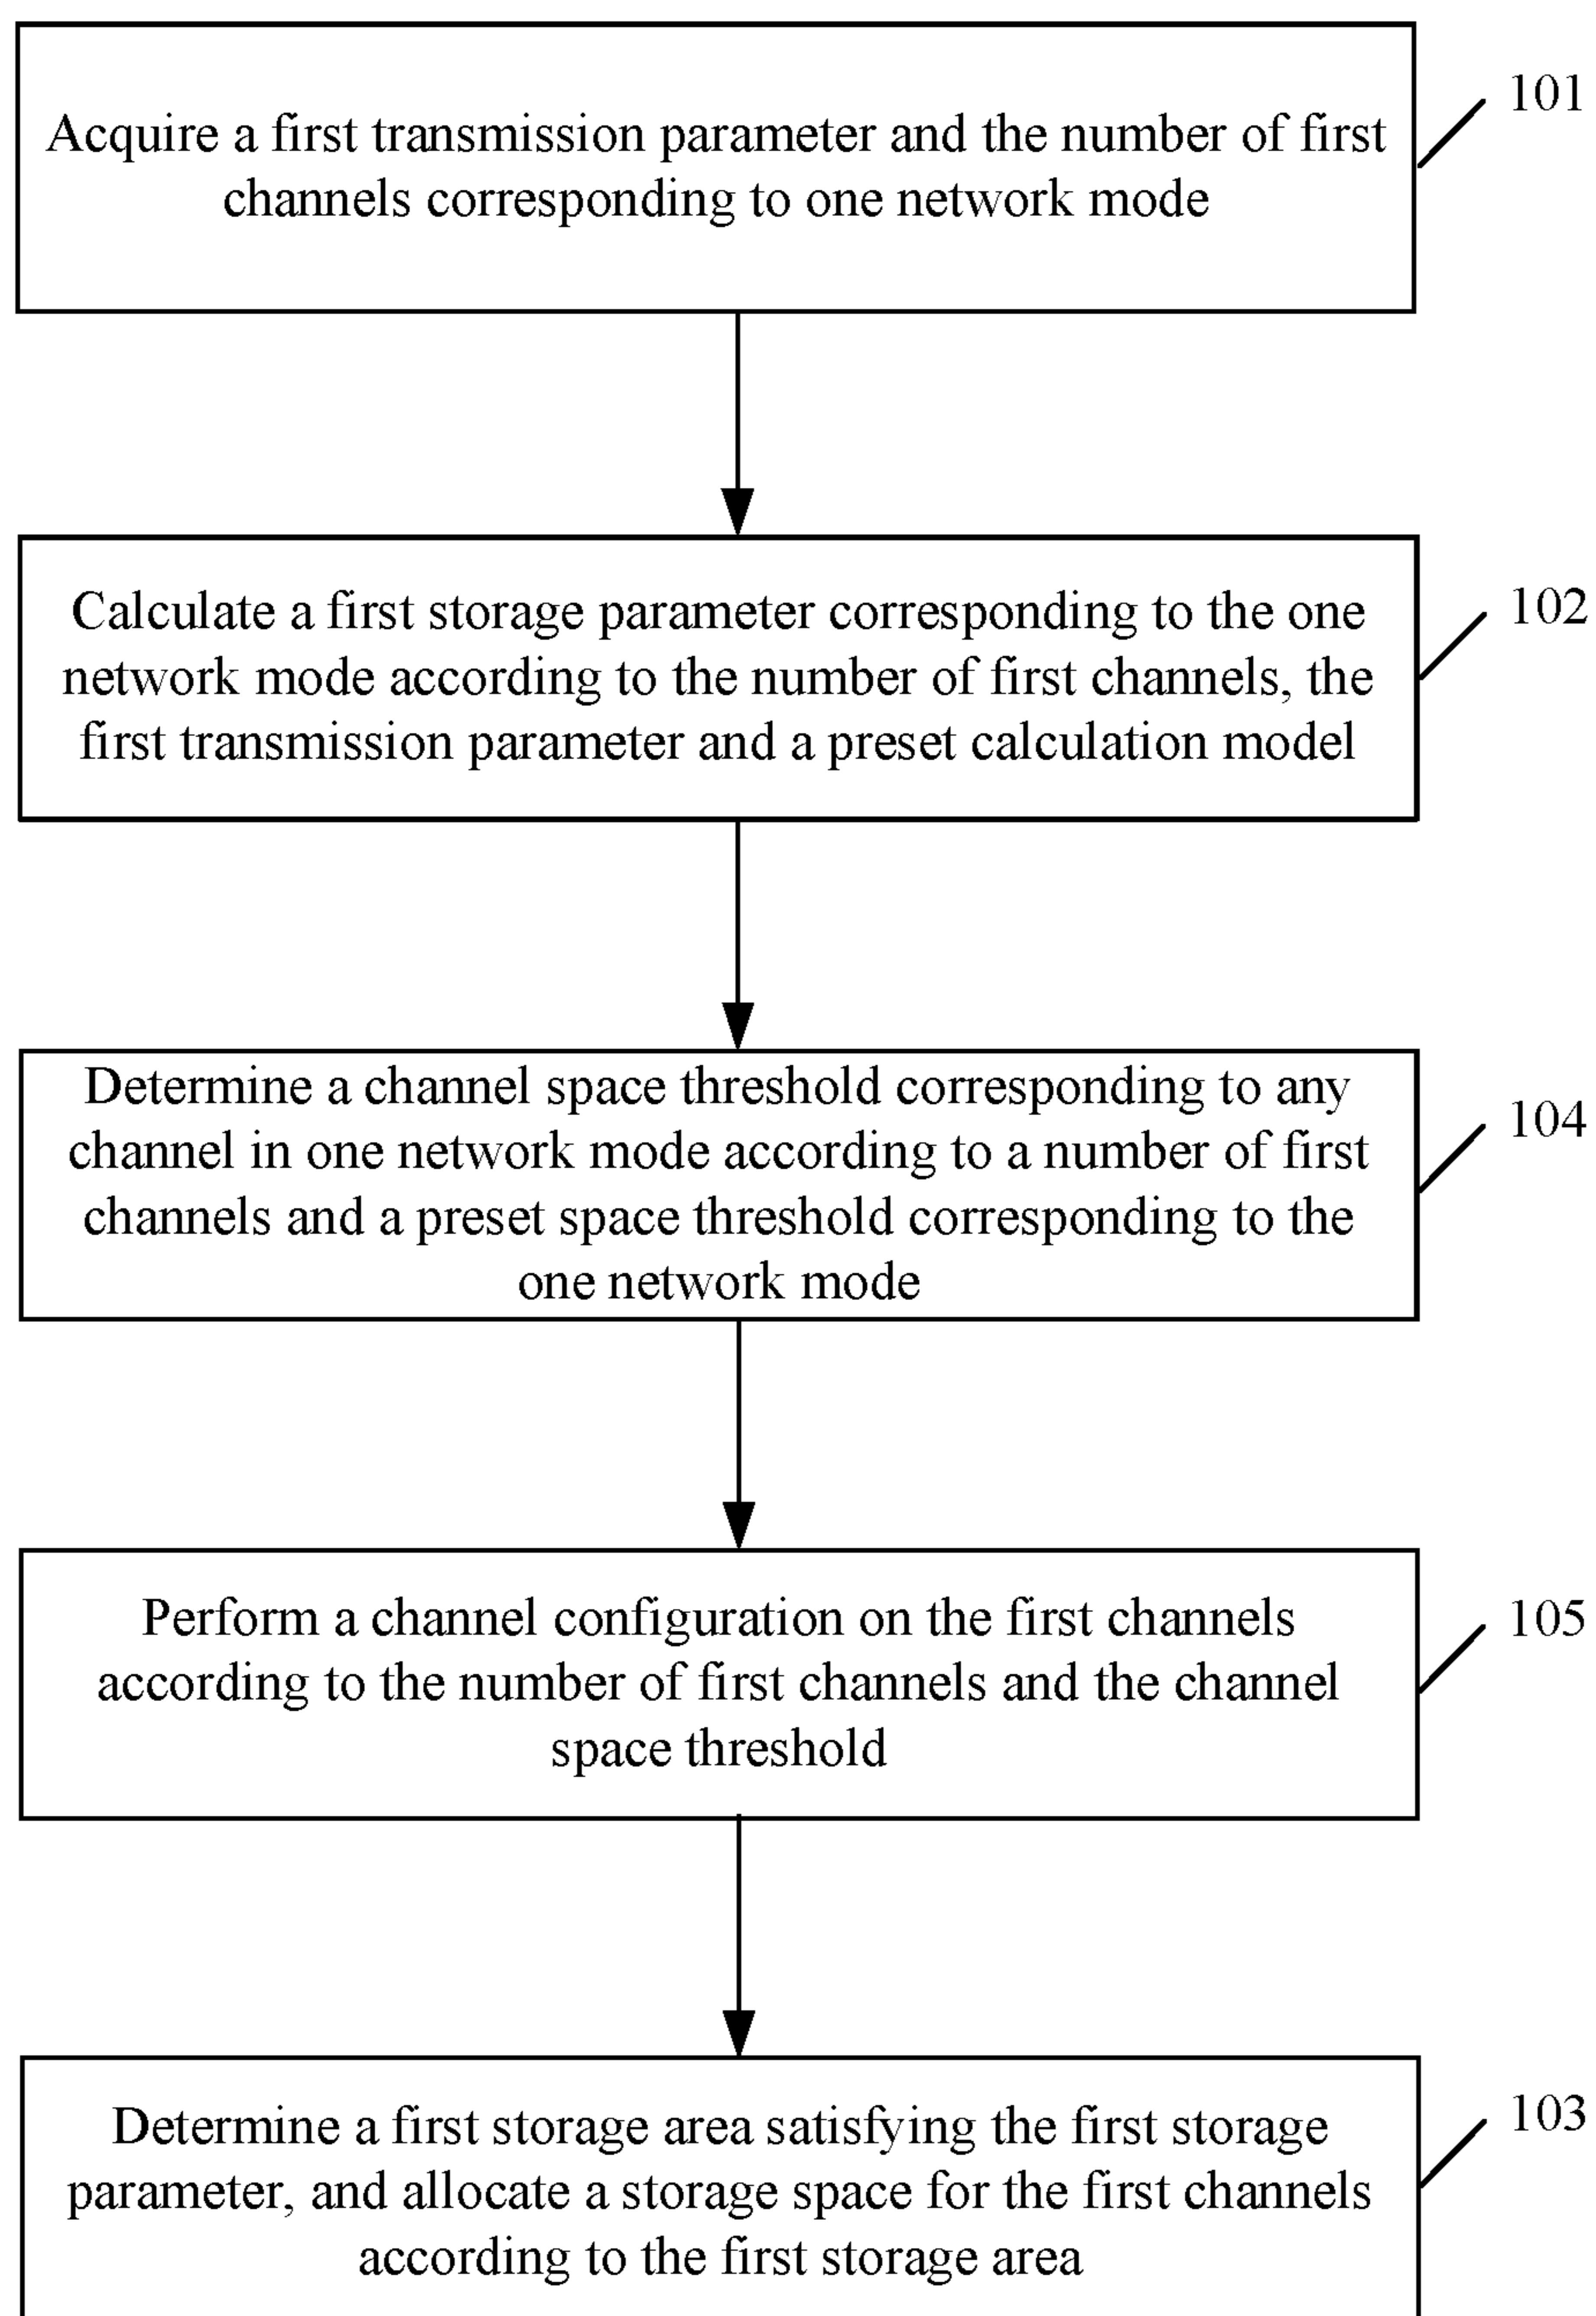 101
Acquire a first transmission parameter and the number of first
channels corresponding to one network mode
102
Calculate a first storage parameter corresponding to the one
network mode according to the number of first channels, the
first transmission parameter and a preset calculation model
104
Determine a channel space threshold corresponding to any
channel in one network mode according to a number of first
channels and a preset space threshold corresponding to the
one network mode
105
Perform a channel configuration on the first channels
according to the number of first channels and the channel
space threshold
103
Determine a first storage area satisfying the first storage
parameter, and allocate a storage space for the first channels
according to the first storage area